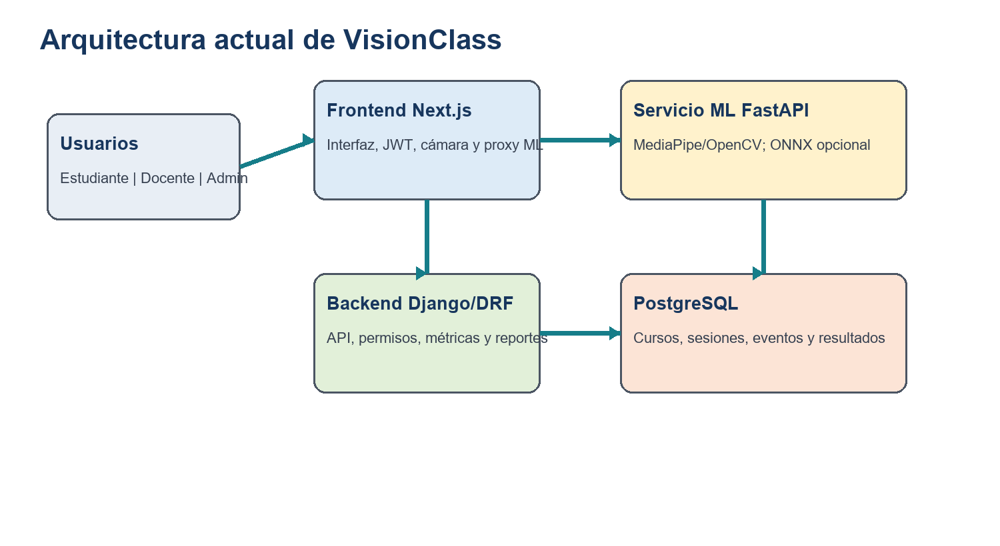 Arquitectura actual de VisionClass
Usuarios
Estudiante | Docente | Admin
Frontend Next.js
Interfaz, JWT, cámara y proxy ML
Servicio ML FastAPI
MediaPipe/OpenCV; ONNX opcional
Backend Django/DRF
API, permisos, métricas y reportes
PostgreSQL
Cursos, sesiones, eventos y resultados